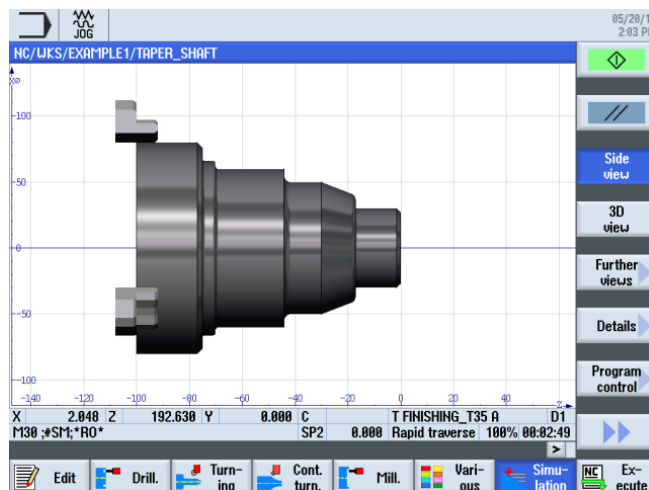 05/20/1
JOG
2:03 P
NC/WKS/EXAMPLE1/TAPER_SHAFT
XØ
100
50
Side
view
3D
view
0
Further
views
-50
Details
Program
control
-100
-140 -120 -100 -80 -60 -40 -20 0 20 40 Z
X 2.048 Z 192.630 Y 0.000 C T FINISHING_T35 A D1
M30 ;#SM;*RO* SP2 0.000 Rapid traverse 100% 00:02:49
Edit
Drill.
Turn-
ing
Cont.
turn.
Mill.
Vari-
ous
Simu-
lation
NC
Ex-
ecute